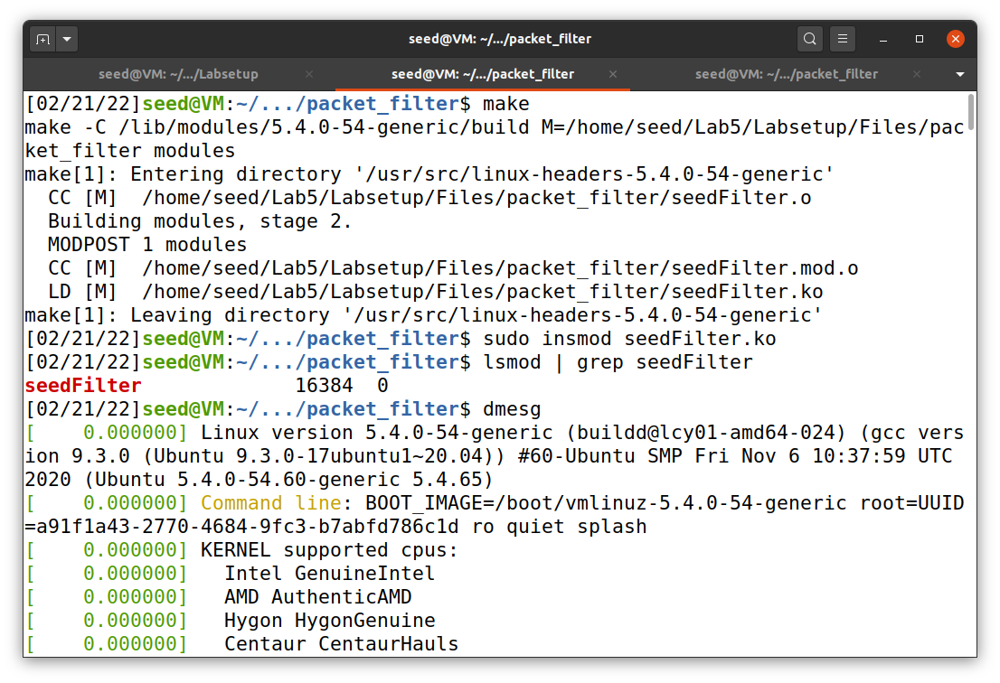 seed@VM: ~/.../packet_filter
seed@VM: ~/.../Labsetup
seed@VM: ~/.../packet_filter
seed@VM: ~/.../packet_filter
[02/21/22]seed@VM:~/.../packet_filter$ make
make -C /lib/modules/5.4.0-54-generic/build M=/home/seed/Lab5/Labsetup/Files/pac
ket_filter modules
make[1]: Entering directory '/usr/src/linux-headers-5.4.0-54-generic'
  CC [M]  /home/seed/Lab5/Labsetup/Files/packet_filter/seedFilter.o
  Building modules, stage 2.
  MODPOST 1 modules
  CC [M]  /home/seed/Lab5/Labsetup/Files/packet_filter/seedFilter.mod.o
  LD [M]  /home/seed/Lab5/Labsetup/Files/packet_filter/seedFilter.ko
make[1]: Leaving directory '/usr/src/linux-headers-5.4.0-54-generic'
[02/21/22]seed@VM:~/.../packet_filter$ sudo insmod seedFilter.ko
[02/21/22]seed@VM:~/.../packet_filter$ lsmod | grep seedFilter
seedFilter             16384  0
[02/21/22]seed@VM:~/.../packet_filter$ dmesg
[    0.000000] Linux version 5.4.0-54-generic (buildd@lcy01-amd64-024) (gcc vers
ion 9.3.0 (Ubuntu 9.3.0-17ubuntu1~20.04)) #60-Ubuntu SMP Fri Nov 6 10:37:59 UTC
2020 (Ubuntu 5.4.0-54.60-generic 5.4.65)
[    0.000000] Command line: BOOT_IMAGE=/boot/vmlinuz-5.4.0-54-generic root=UUID
=a91f1a43-2770-4684-9fc3-b7abfd786c1d ro quiet splash
[    0.000000] KERNEL supported cpus:
[    0.000000]   Intel GenuineIntel
[    0.000000]   AMD AuthenticAMD
[    0.000000]   Hygon HygonGenuine
[    0.000000]   Centaur CentaurHauls